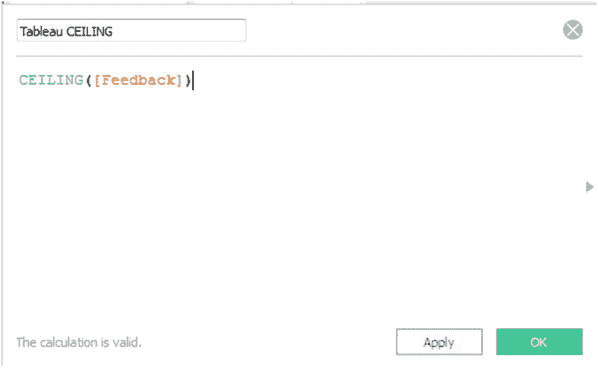 Tableau CEILING
CEILING([Feedback])
The calculation is valid.
Apply
OK